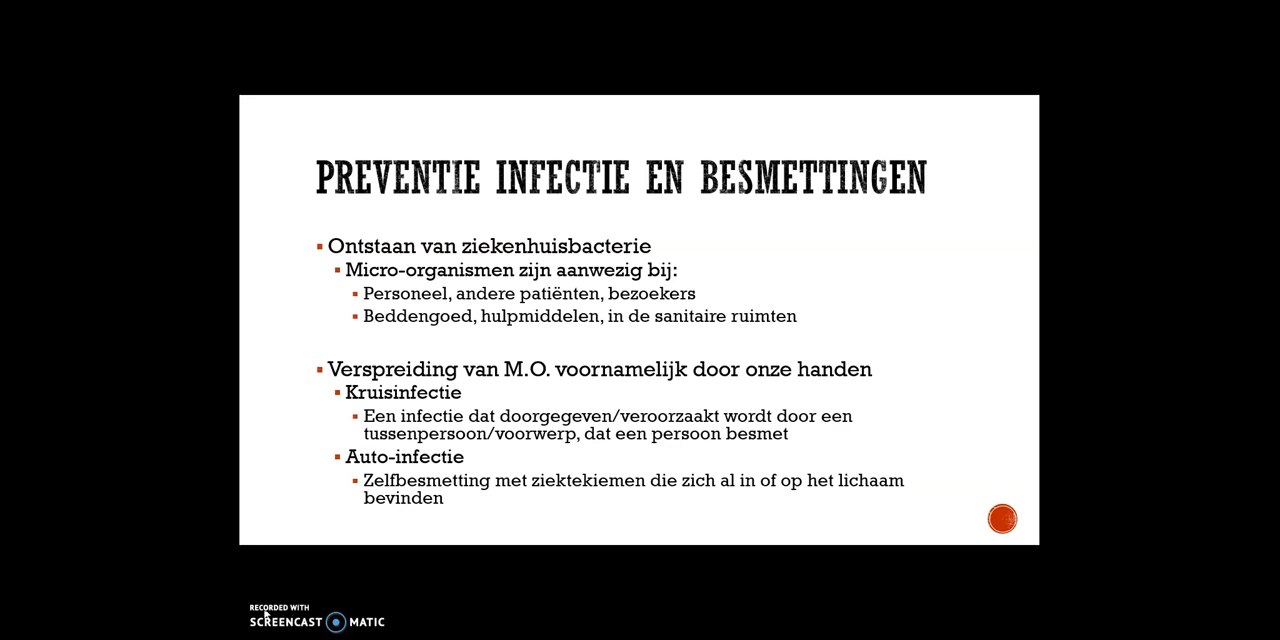 PREVENTIE INFECTIE EN BESMETTINGEN
Ontstaan van ziekenhuisbacterie
Micro-organismen zijn aanwezig bij:
Personeel, andere patiënten, bezoekers
Beddengoed, hulpmiddelen, in de sanitaire ruimten
Verspreiding van M.O. voornamelijk door onze handen
Kruisinfectie
Een infectie dat doorgegeven/veroorzaakt wordt door een
tussenpersoon/voorwerp, dat een persoon besmet
Auto-infectie
Zelfbesmetting met ziektekiemen die zich al in of op het lichaam
bevinden
RECORDED WITH
SCREENCAST MATIC